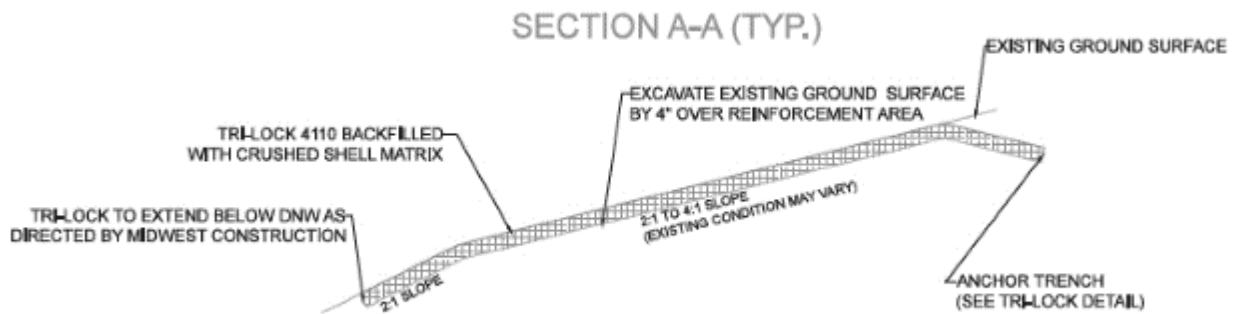 SECTION A-A (TYP.)
EXISTING GROUND SURFACE
EXCAVATE EXISTING GROUND SURFACE
BY 4" OVER REINFORCEMENT AREA
TRI-LOCK 4110 BACKFILLED
WITH CRUSHED SHELL MATRIX
2:1 TO 4:1 SLOPE
(EXISTING CONDITION MAY VARY)
TRI-LOCK TO EXTEND BELOW DNW AS
DIRECTED BY MIDWEST CONSTRUCTION
2:1 SLOPE
ANCHOR TRENCH
(SEE TRI-LOCK DETAIL)